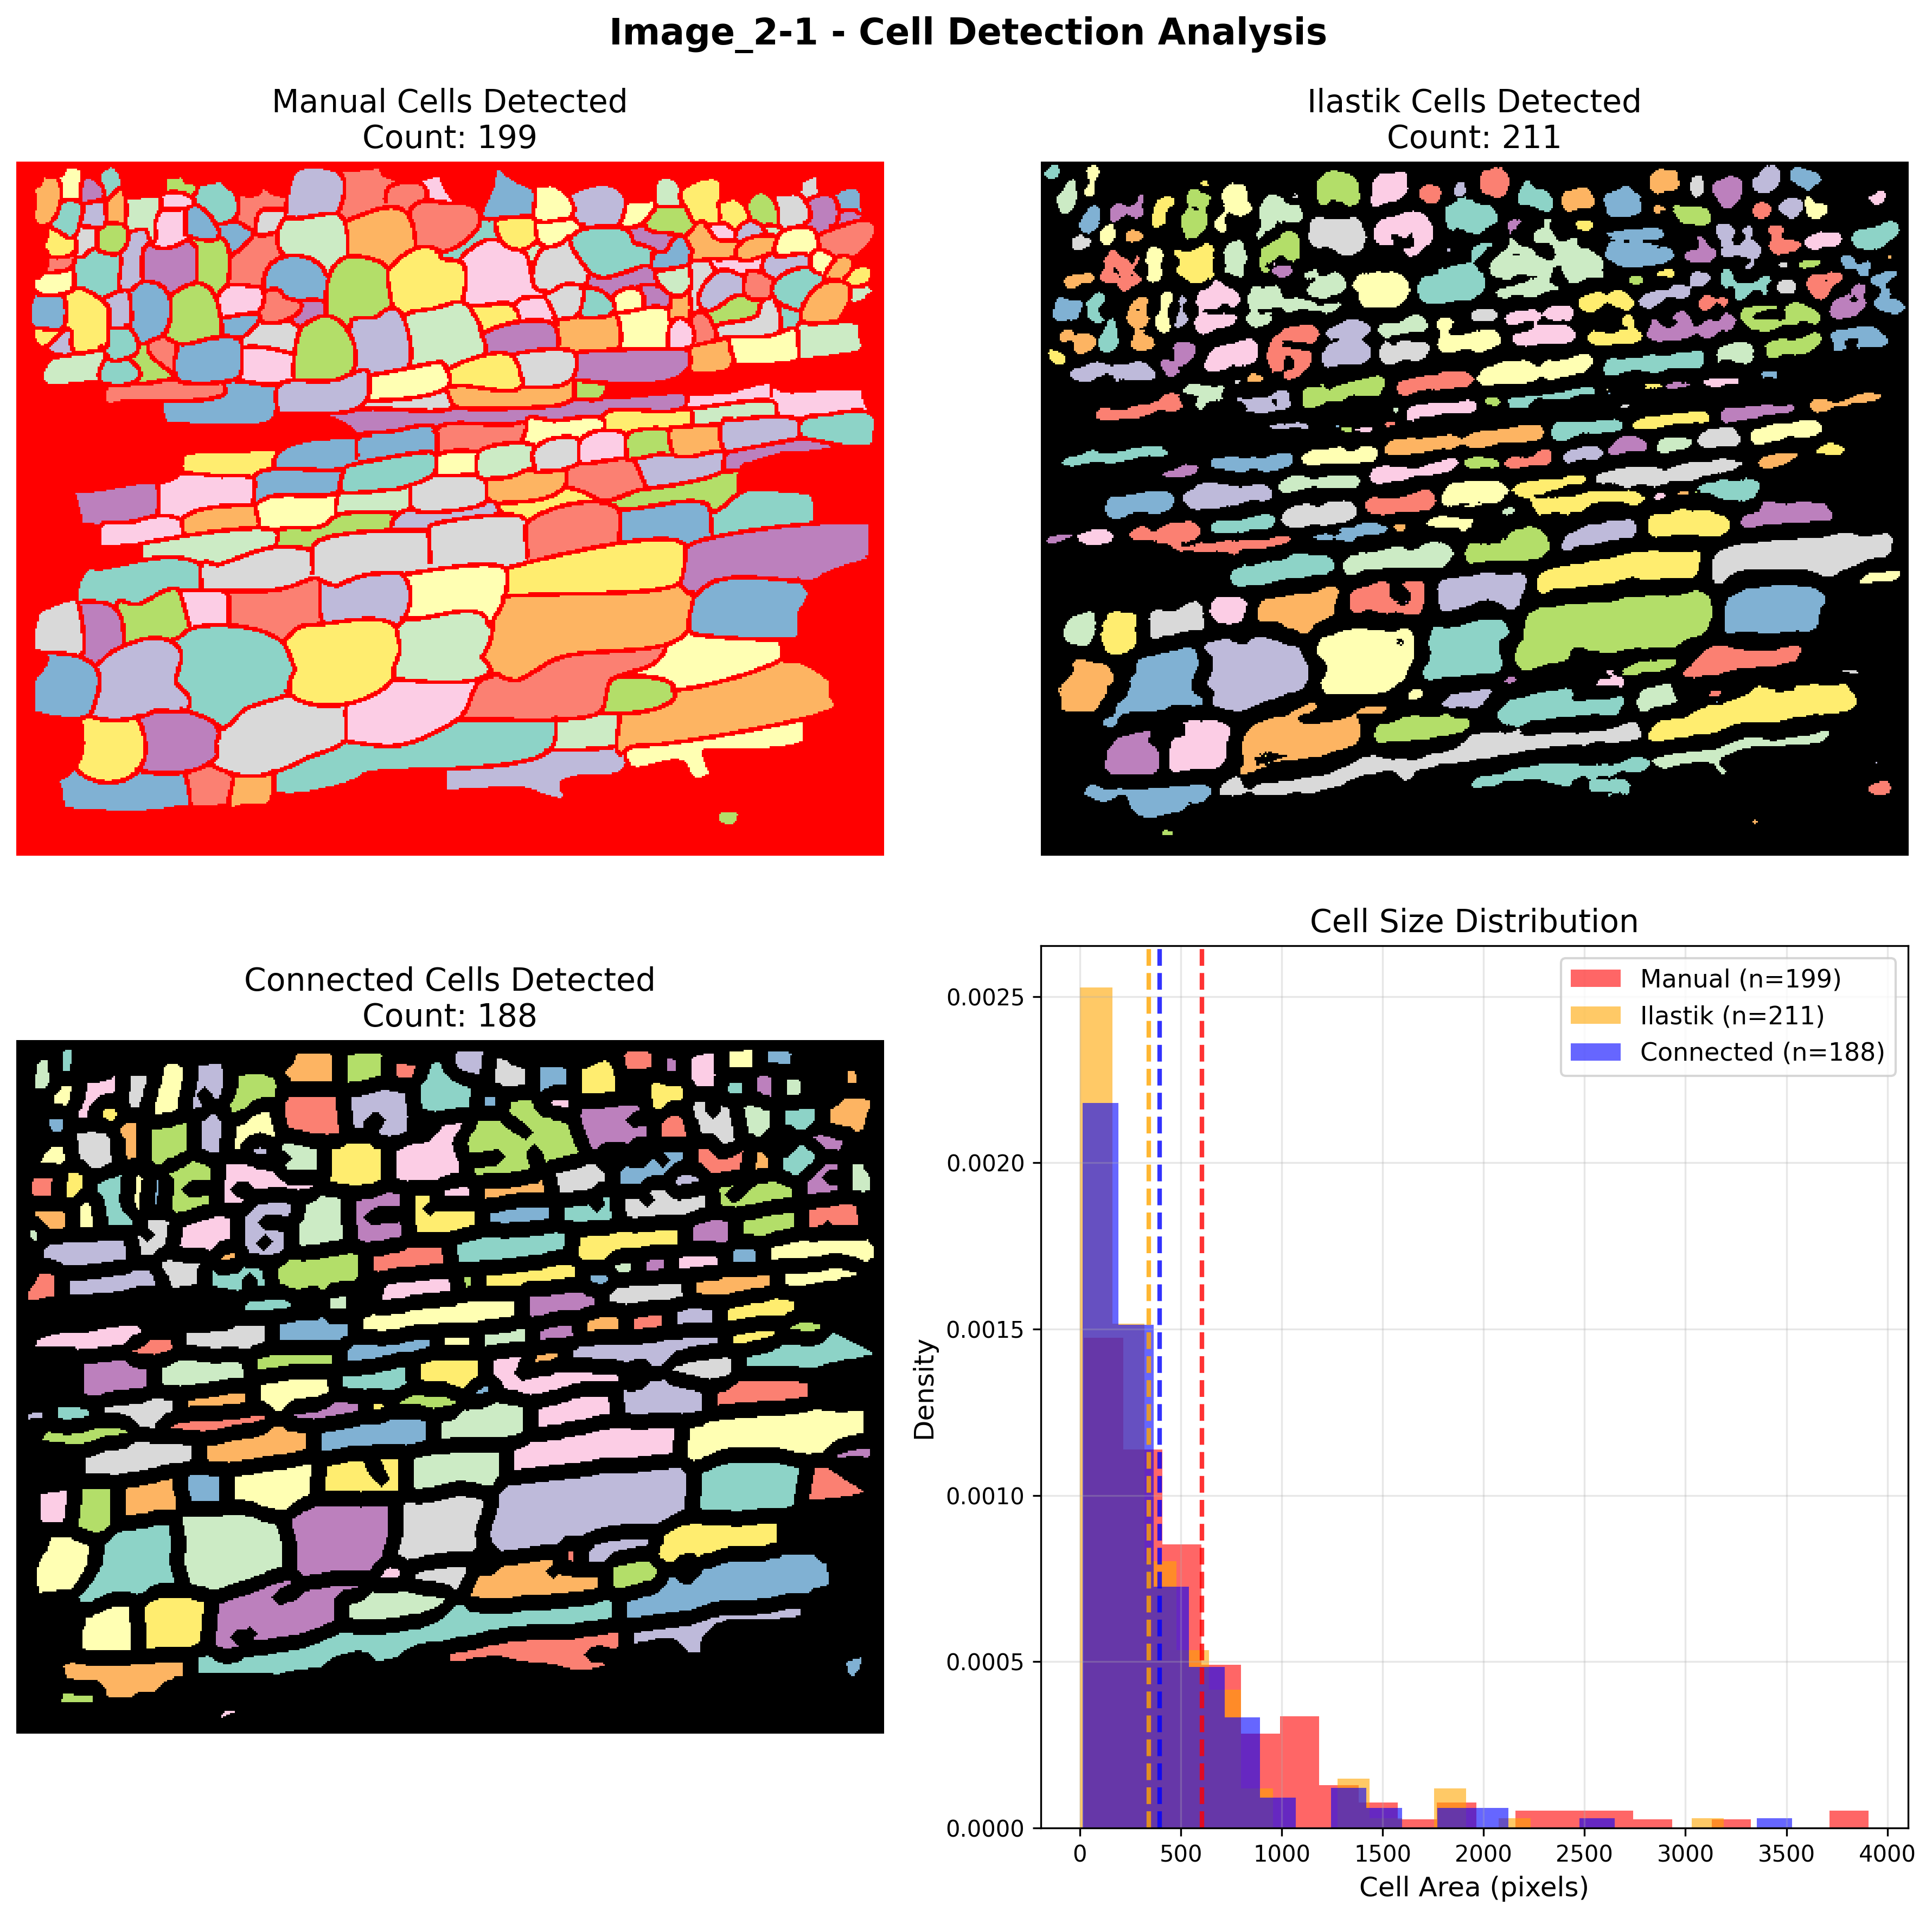 Image_2-1 - Cell Detection Analysis
Manual Cells Detected
Count: 199
Ilastik Cells Detected
Count: 211
Connected Cells Detected
Count: 188
Cell Size Distribution
Manual (n=199)
Ilastik (n=211)
Connected (n=188)
Density
0.0025
0.0020
0.0015
0.0010
0.0005
0.0000
0 500 1000 1500 2000 2500 3000 3500 4000
Cell Area (pixels)